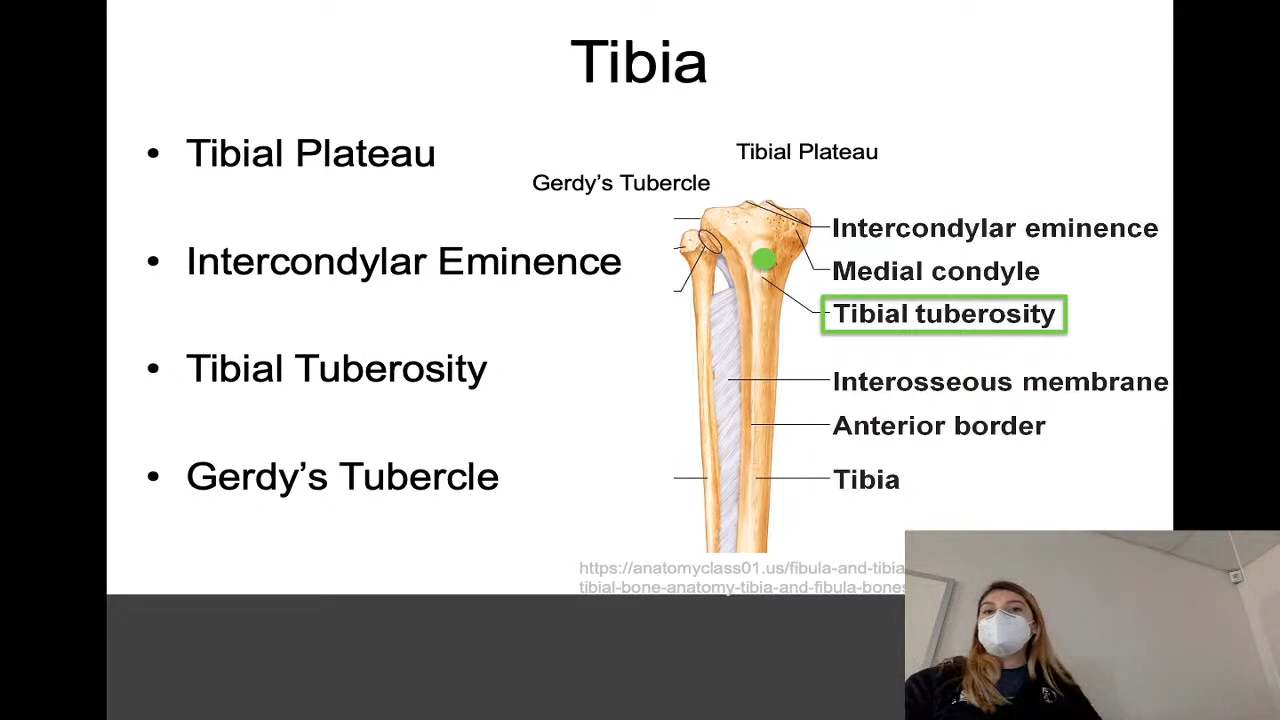 Tibia
• Tibial Plateau
• Intercondylar Eminence
• Tibial Tuberosity
• Gerdy’s Tubercle
Tibial Plateau
Gerdy’s Tubercle
Intercondylar eminence
Medial condyle
Tibial tuberosity
Interosseous membrane
Anterior border
Tibia
https://anatomyclass01.us/fibula-and-tibia
tibial-bone-anatomy-tibia-and-fibula-bones